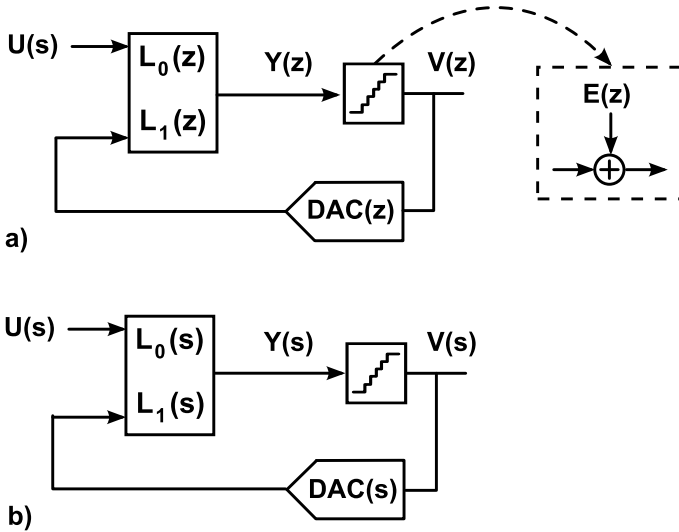 U(s)
L₀(z)
L₁(z)
Y(z)
V(z)
E(z)
DAC(z)
a)
U(s)
L₀(s)
L₁(s)
Y(s)
V(s)
DAC(s)
b)